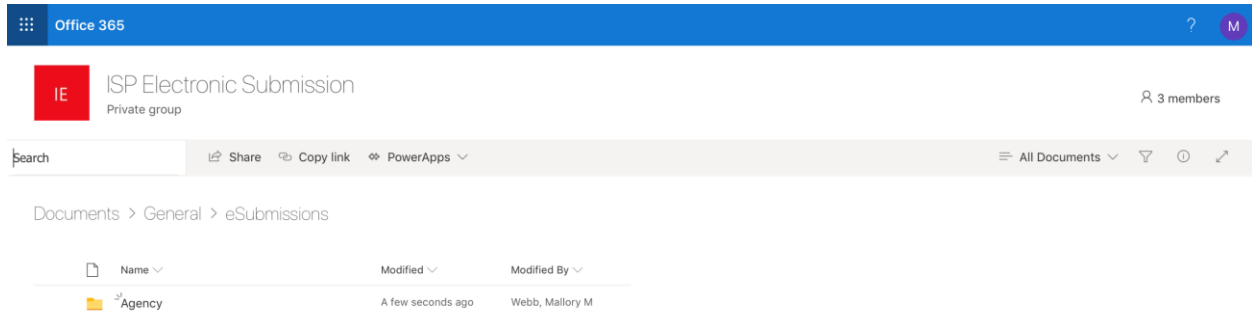 Office 365 ? M
IE ISP Electronic Submission
Private group
3 members
Search Share Copy link PowerApps All Documents
Documents > General > eSubmissions
Name Modified Modified By
Agency A few seconds ago Webb, Mallory M